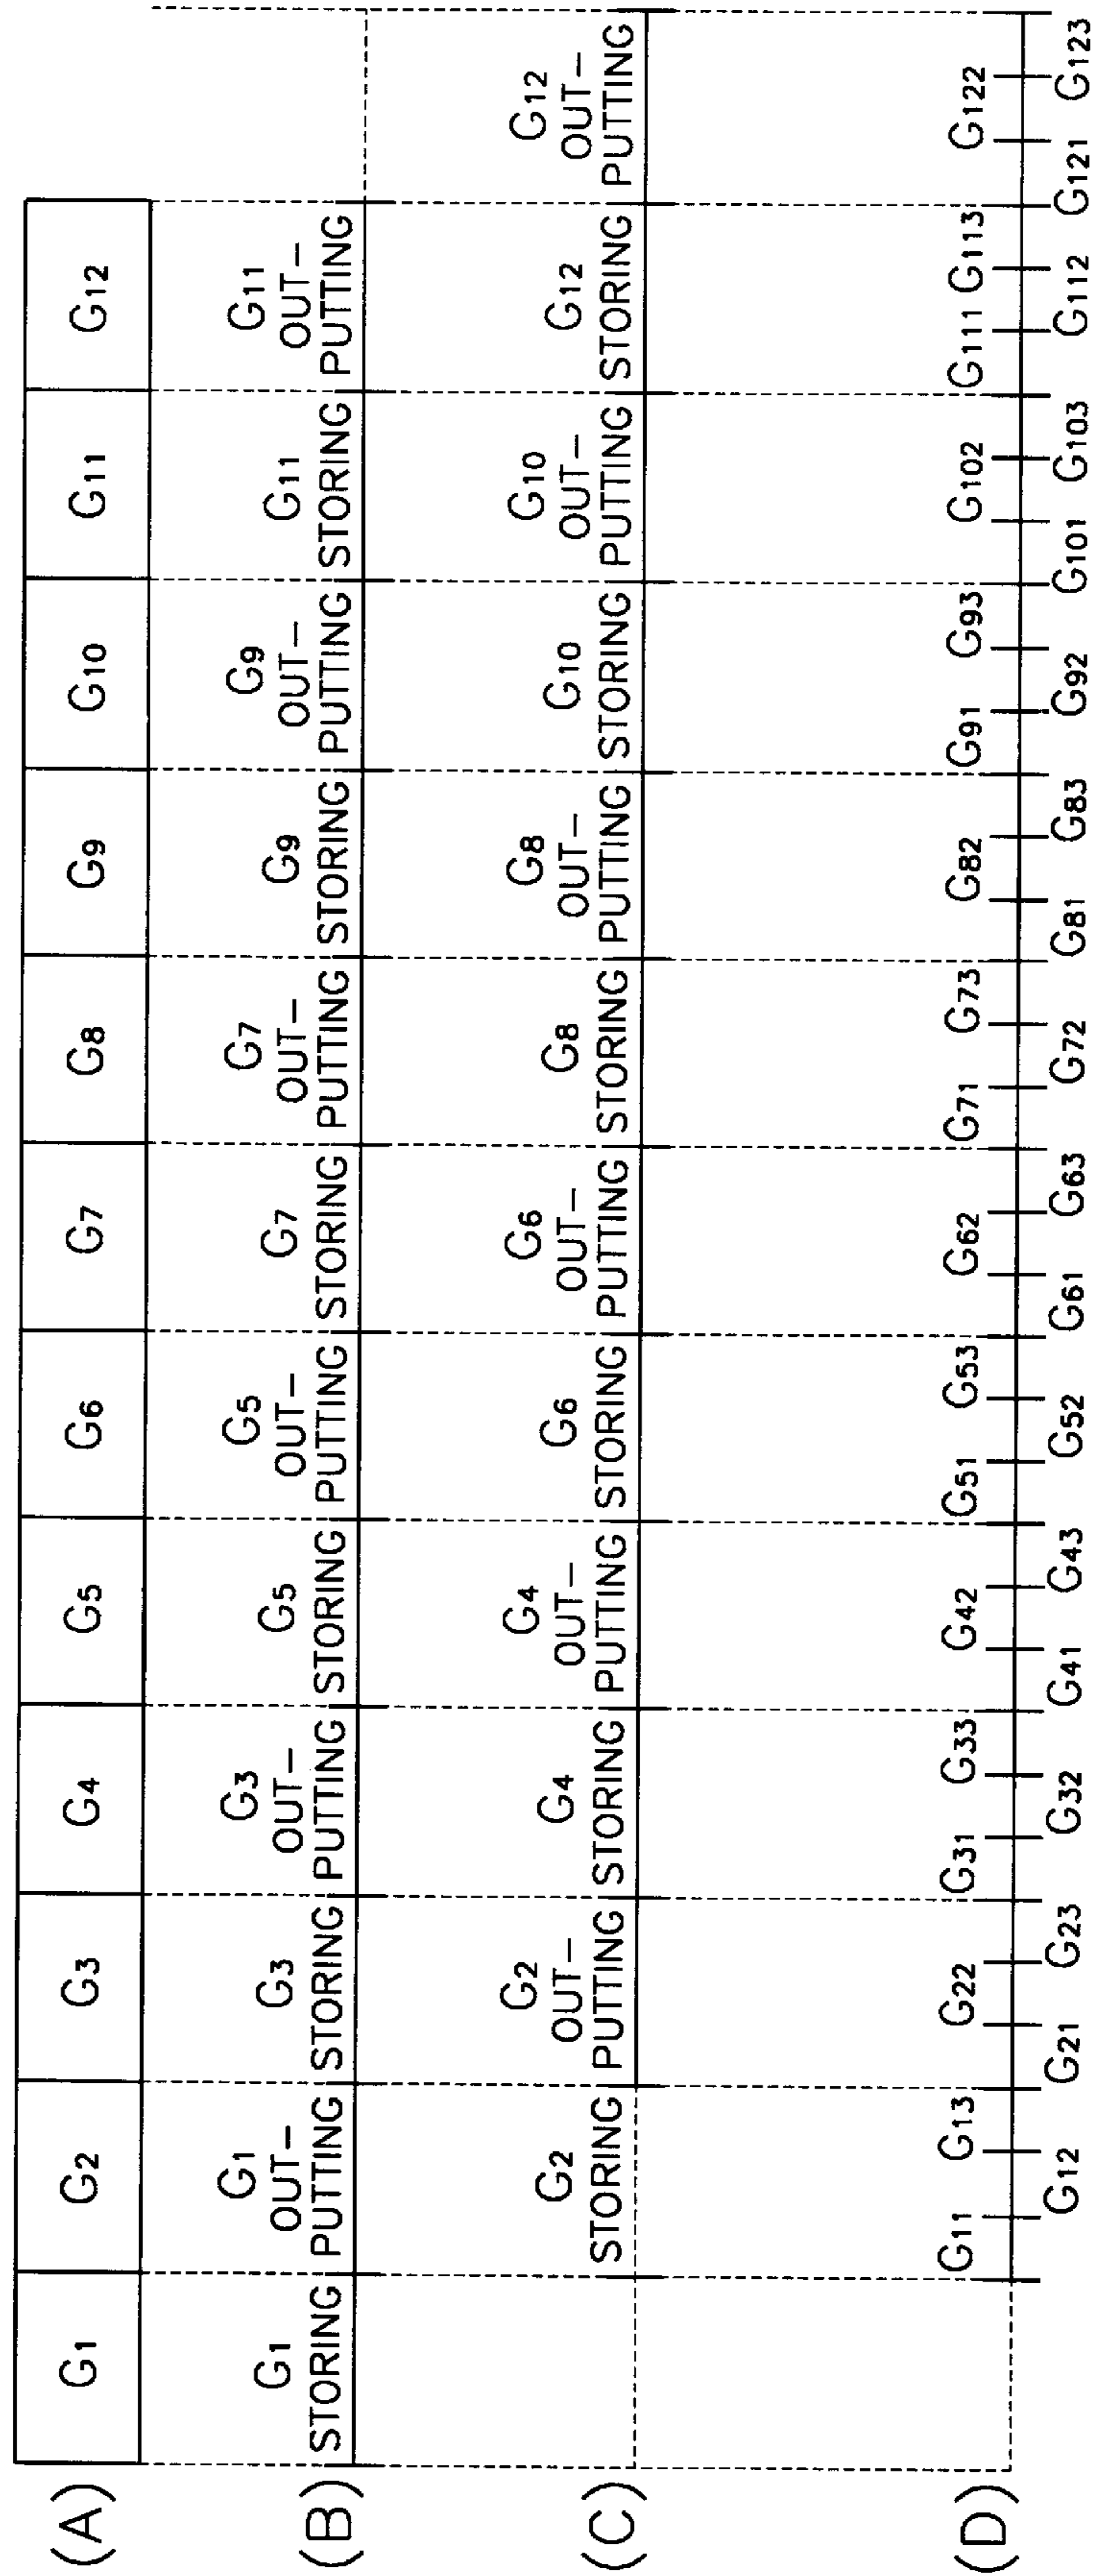 (A)
G1 G2 G3 G4 G5 G6 G7 G8 G9 G10 G11 G12
(B)
G1
STORING
G1
OUT-
PUTTING
G3
STORING
G3
OUT-
PUTTING
G5
STORING
G5
OUT-
PUTTING
G7
STORING
G7
OUT-
PUTTING
G9
STORING
G9
OUT-
PUTTING
G11
STORING
G11
OUT-
PUTTING
(C)
G2
STORING
G2
OUT-
PUTTING
G4
STORING
G4
OUT-
PUTTING
G6
STORING
G6
OUT-
PUTTING
G8
STORING
G8
OUT-
PUTTING
G10
STORING
G10
OUT-
PUTTING
G12
STORING
G12
OUT-
PUTTING
(D)
G11 G13 G22 G31 G33 G42 G51 G53 G62 G71 G73 G82 G91 G93 G102 G111 G113 G122
G12 G21 G23 G32 G41 G43 G52 G61 G63 G72 G81 G83 G92 G101 G103 G112 G121 G123